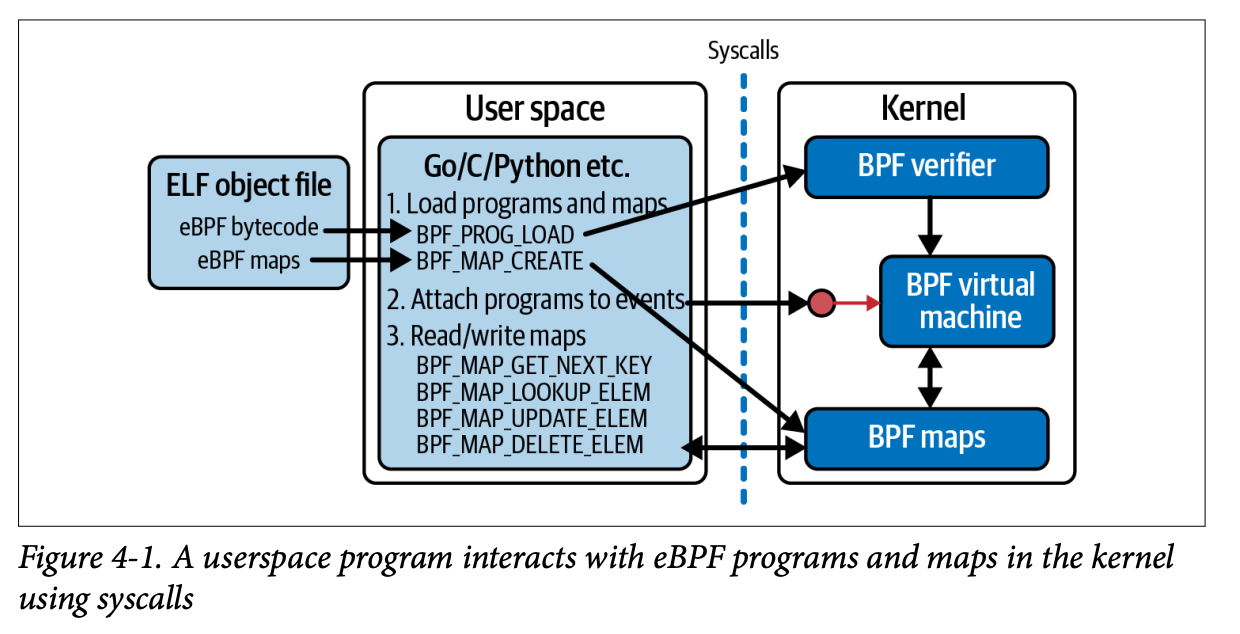 Syscalls
User space
Kernel
ELF object file
eBPF bytecode
eBPF maps
Go/C/Python etc.
1. Load programs and maps
BPF_PROG_LOAD
BPF_MAP_CREATE
2. Attach programs to events
3. Read/write maps
BPF_MAP_GET_NEXT_KEY
BPF_MAP_LOOKUP_ELEM
BPF_MAP_UPDATE_ELEM
BPF_MAP_DELETE_ELEM
BPF verifier
BPF virtual
machine
BPF maps
Figure 4-1. A userspace program interacts with eBPF programs and maps in the kernel
using syscalls